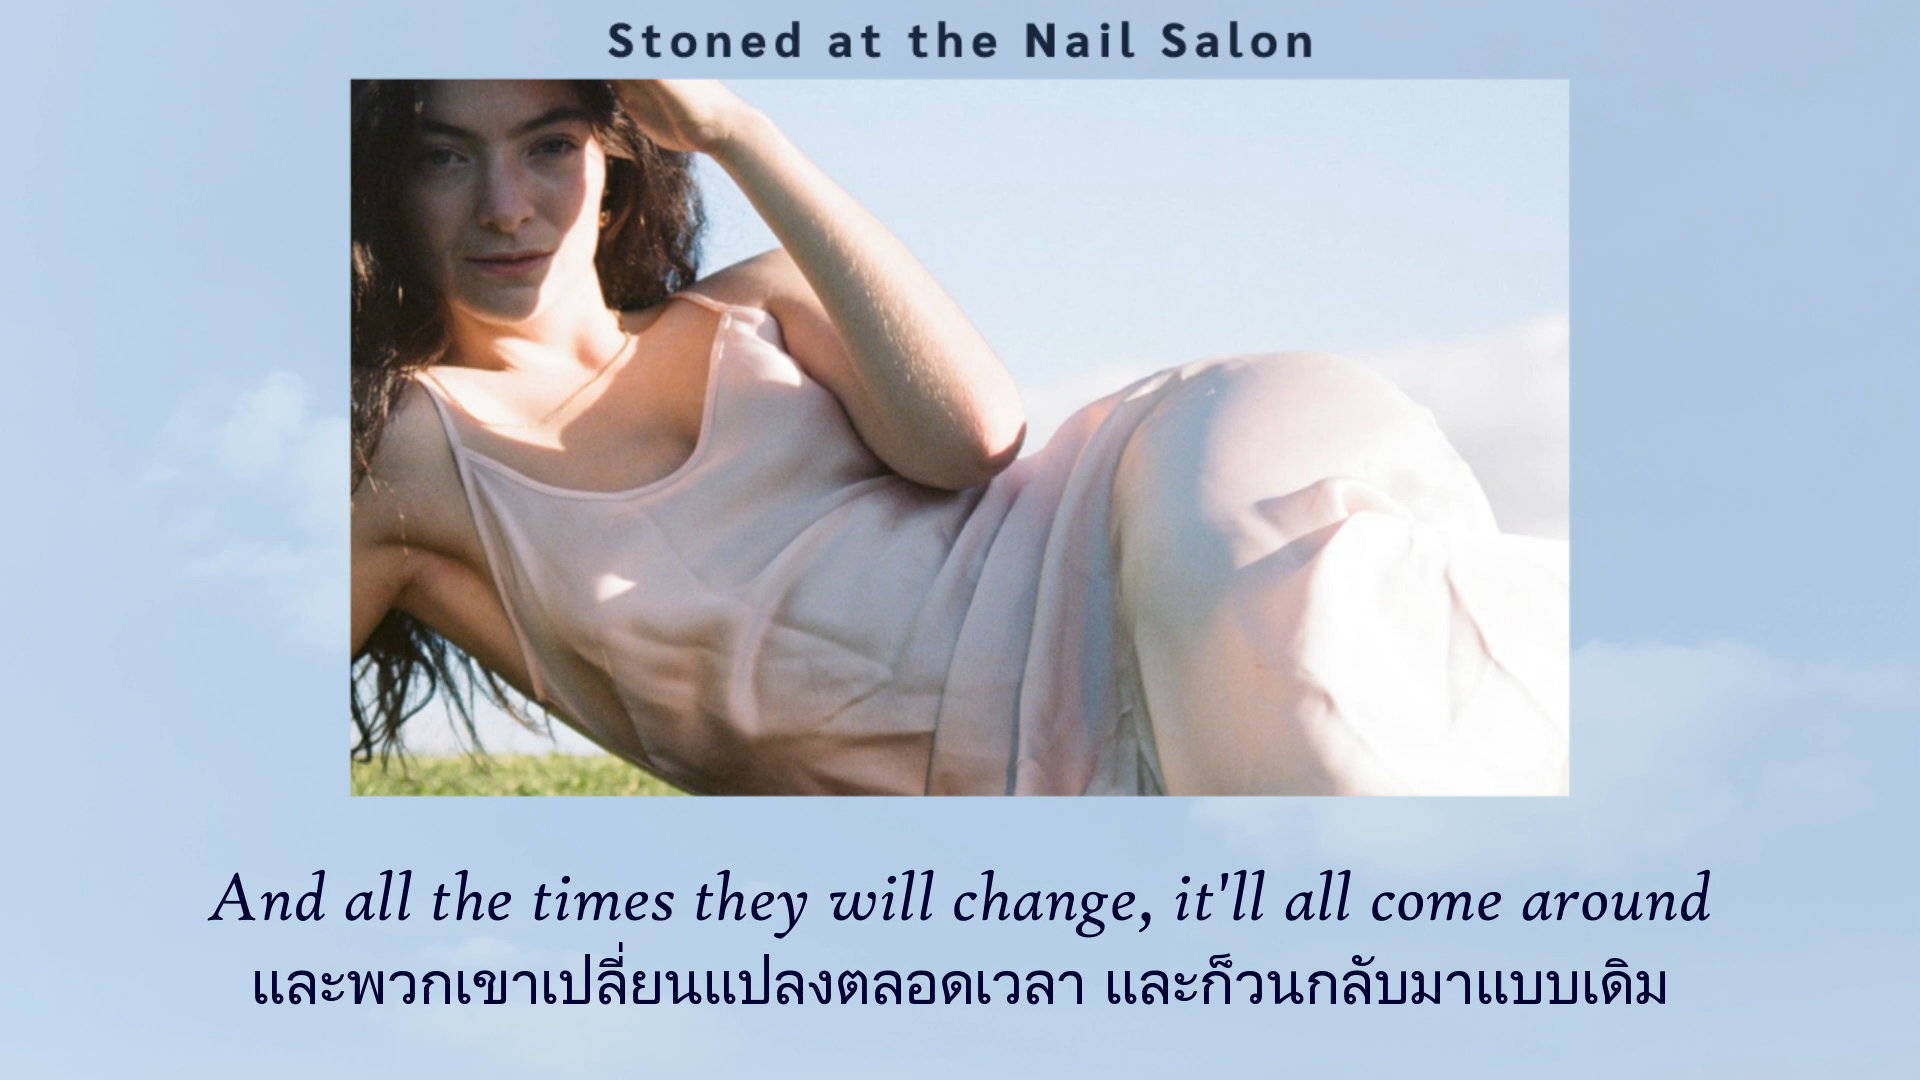 Stoned at the Nail Salon
And all the times they will change, it'll all come around
และพวกเขาเปลี่ยนแปลงตลอดเวลา และก็วนกลับมาแบบเดิม